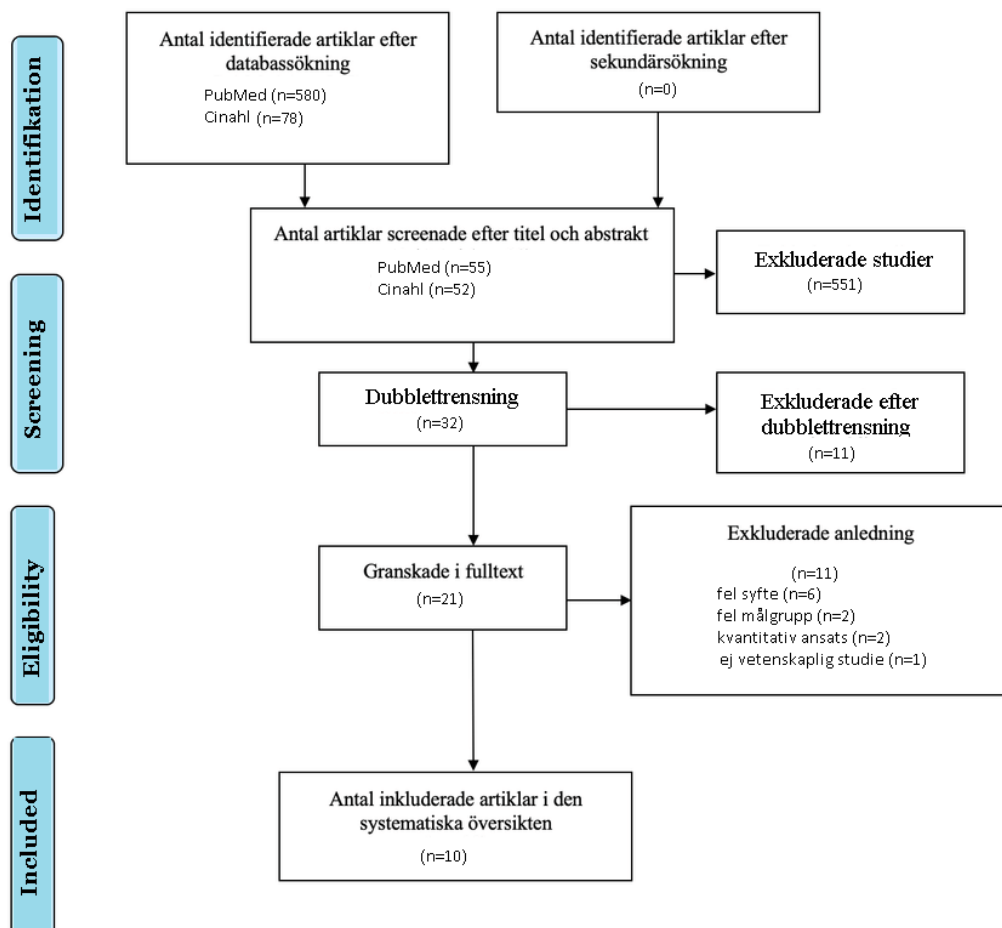 Identifikation
Antal identifierade artiklar efter
databassökning
PubMed (n=580)
Cinahl (n=78)
Antal identifierade artiklar efter
sekundärsökning
(n=0)
Antal artiklar screenade efter titel och abstrakt
PubMed (n=55)
Cinahl (n=52)
Exkluderade studier
(n=551)
Screening
Dubblettrensning
(n=32)
Exkluderade efter
dubblettrensning
(n=11)
Eligibility
Granskade i fulltext
(n=21)
Exkluderade anledning
(n=11)
fel syfte (n=6)
fel målgrupp (n=2)
kvantitativ ansats (n=2)
ej vetenskaplig studie (n=1)
Included
Antal inkluderade artiklar i den
systematiska översikten
(n=10)